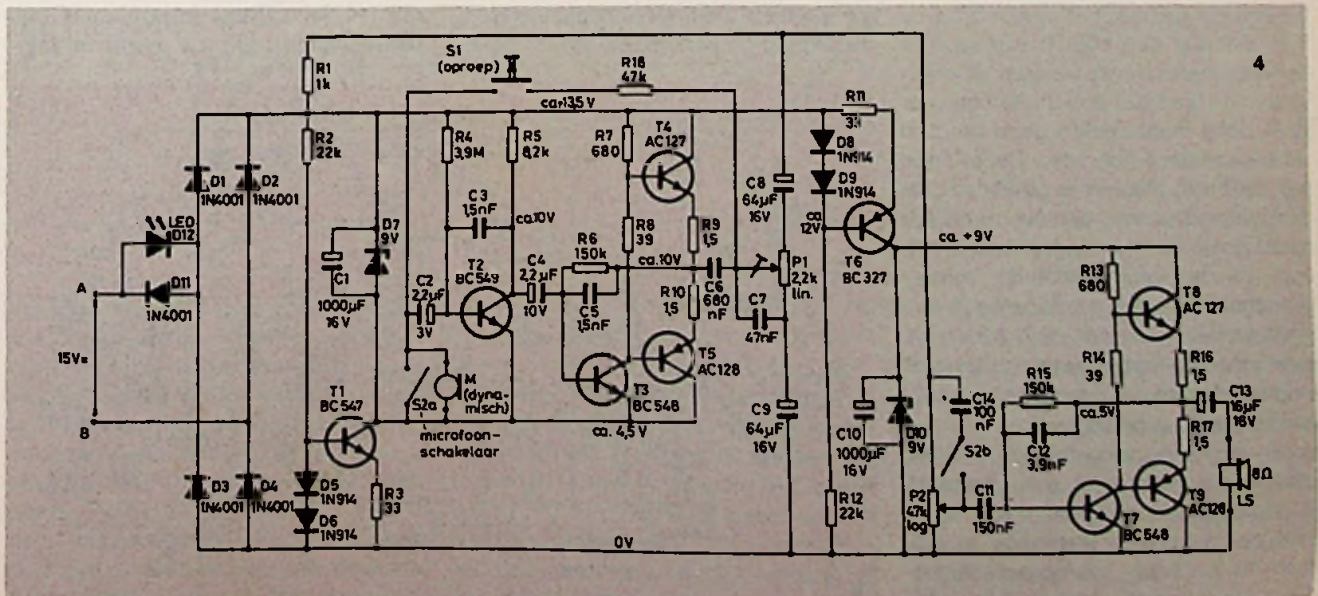 4
S1
(oproep)
R18
47k
R1
1k
ca+13,5 V
R11
33
R2
22k
R4
3,9M
R5
8,2k
R7
680
T4
AC127
D8
1N914
D9
1N914
D1
1N4001
D2
1N4001
LED
D12
D11
1N4001
A
15V=
B
D7
9V
C1
1000µF
16V
C3
1,5nF
ca.10V
T2
BC549
C2
2,2µF
3V
C4
2,2µF
10V
R6
150k
C5
1,5nF
R8
39
R9
1,5
ca.10V
R10
1,5
C6
680
nF
C7
47nF
C8
64µF
16V
P1
2,2k
lin.
ca
12V
T6
BC327
ca +9V
R13
680
T8
AC127
T1
BC547
S2a
M
(dyna-
misch)
microfoon-
schakelaar
T3
BC548
T5
AC128
ca. 4,5V
C9
64µF
16V
C10
1000µF
16V
D10
9V
C14
100
nF
S2b
R14
39
R15
150k
ca.5V
C12
3,9nF
R16
1,5
C13
16µF
16V
R17
1,5
8Ω
LS
D3
1N4001
D4
1N4001
D5
1N914
D6
1N914
R3
33
R12
22k
P2
47k
log
C11
150nF
T7
BC548
T9
AC128
0V